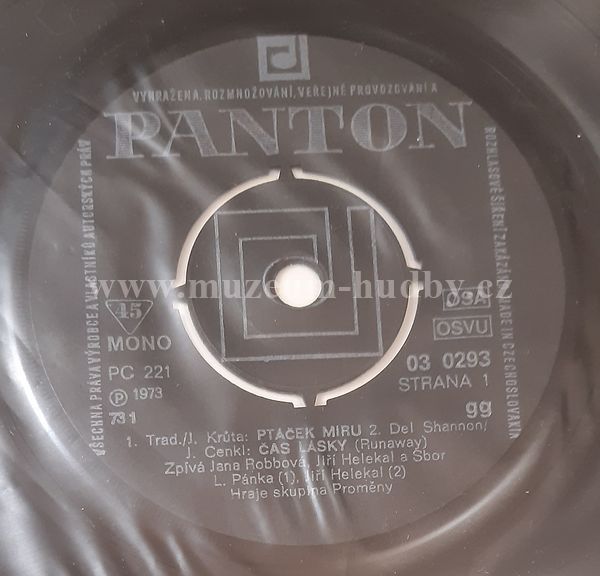 VYHRAŽENA. ROZMNOŽOVÁNÍ, VEŘEJNÉ PROVOZOVÁNÍ A
PANTON
VŠECHNA PRÁVA VÝROBCE A VLASTNÍKŮ AUTORSKÝCH PRÁV
ROZHLASOVÉ ŠÍŘENÍ ZAKÁZÁNO. MADE IN CZECHOSLOVAKIA
www.muzeum-hudby.cz
45
MONO
PC 221
Ⓟ 1973
73 1
OSA
OSVU
03 0293
STRANA 1
gg
1. Trad./J. Krůta: PTÁČEK MÍRU 2. Del Shannon/
J. Cenkl: ČAS LÁSKY (Runaway)
Zpívá Jana Robbová, Jiří Helekal a Sbor
L. Pánka (1), Jiří Helekal (2)
Hraje skupina Proměny